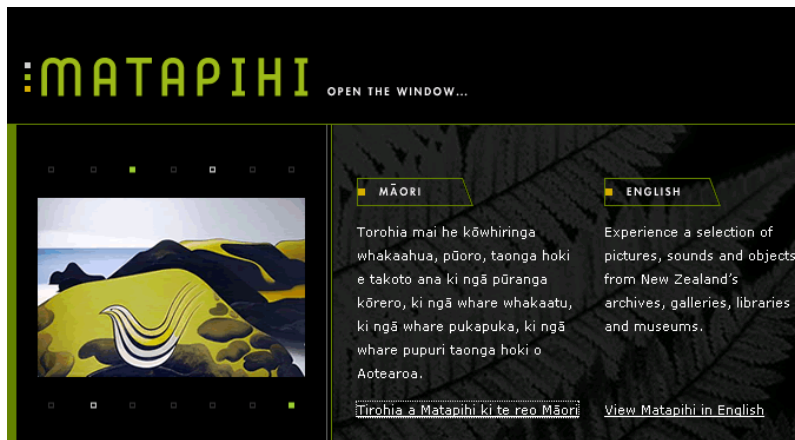 MATAPIHI
OPEN THE WINDOW...
MĀORI
Torohia mai he kōwhiringa
whakaahua, pūoro, taonga hoki
e takoto ana ki ngā pūranga
kōrero, ki ngā whare whakaatu,
ki ngā whare pukapuka, ki ngā
whare pupuri taonga hoki o
Aotearoa.
Tirohia a Matapihi ki te reo Māori
ENGLISH
Experience a selection of
pictures, sounds and objects
from New Zealand's
archives, galleries, libraries
and museums.
View Matapihi in English